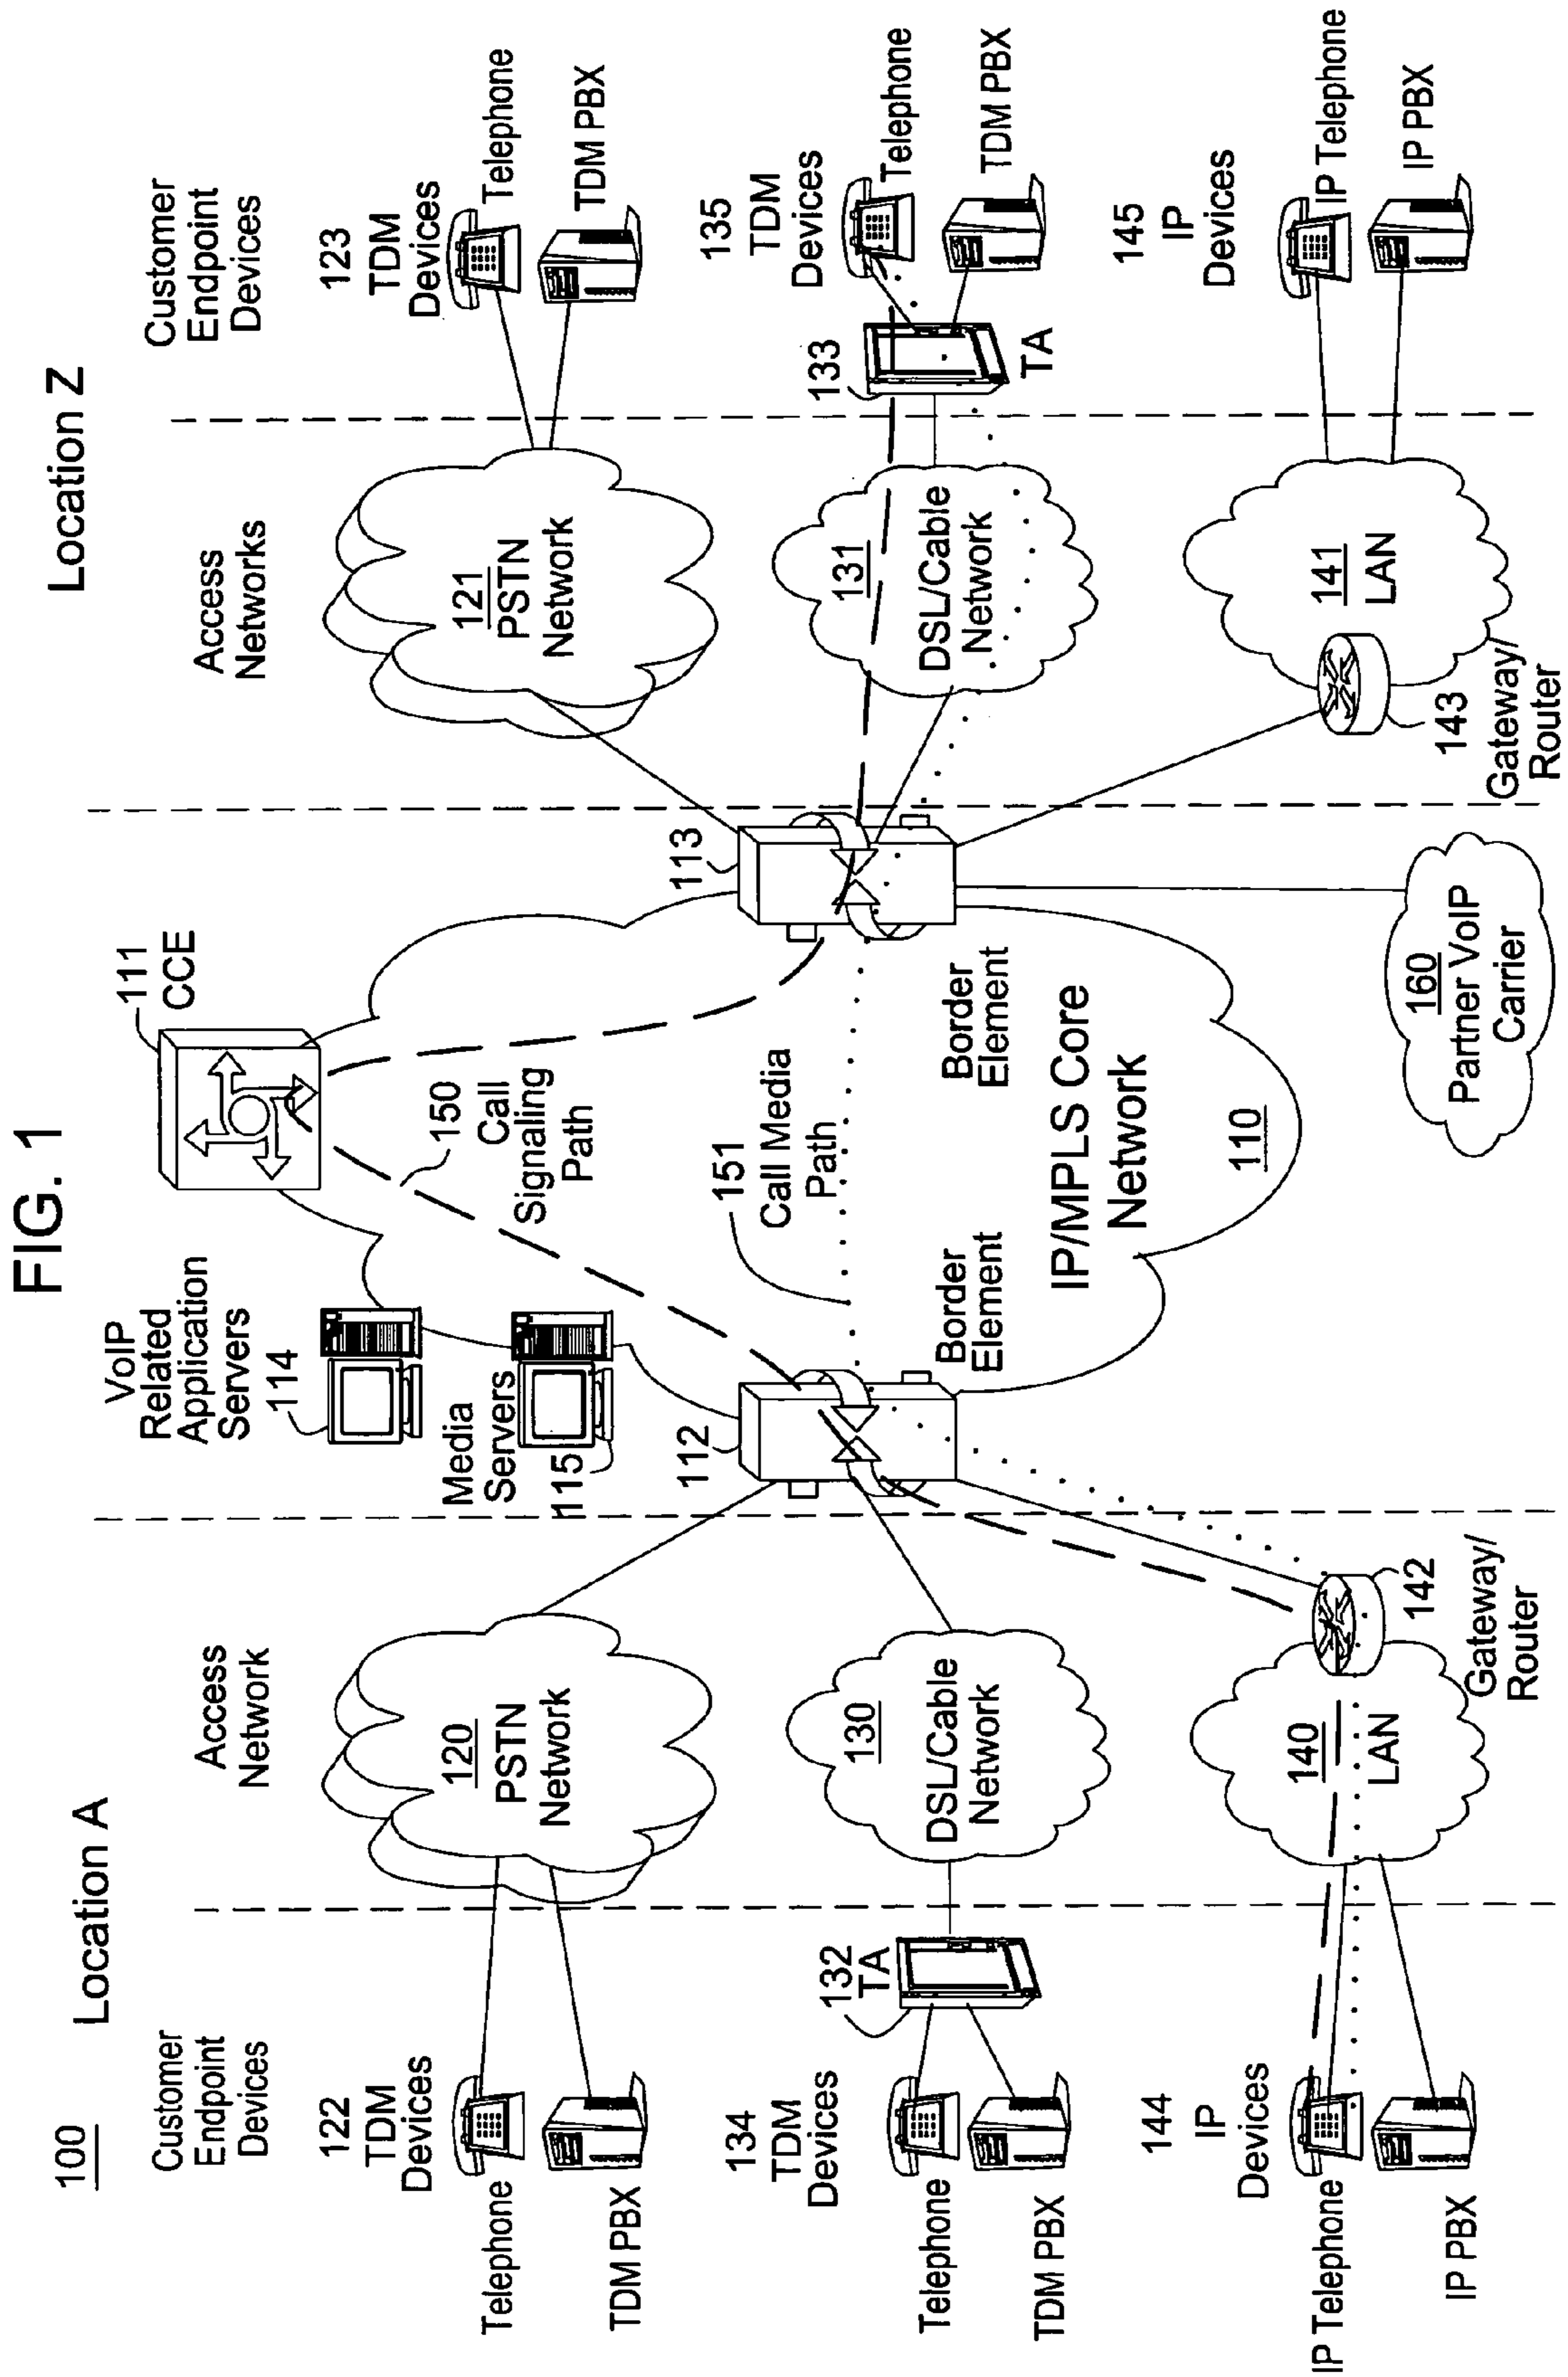 FIG. 1
100
Location A
Location Z
Customer
Endpoint
Devices
Access
Network
VoIP
Related
Application
Servers
114
111
CCE
Access
Networks
Customer
Endpoint
Devices
122
TDM
Devices
Telephone
TDM PBX
120
PSTN
Network
Media
Servers
115
112
150
Call
Signaling
Path
113
121
PSTN
Network
123
TDM
Devices
Telephone
TDM PBX
134
TDM
Devices
Telephone
TDM PBX
132
TA
130
DSL/Cable
Network
151
Call Media
Path
Border
Element
Border
Element
131
DSL/Cable
Network
133
TA
135
TDM
Devices
Telephone
TDM PBX
IP/MPLS Core
Network
110
144
IP
Devices
IP Telephone
IP PBX
140
LAN
142
Gateway/
Router
160
Partner VoIP
Carrier
141
LAN
143
Gateway/
Router
145
IP
Devices
IP Telephone
IP PBX